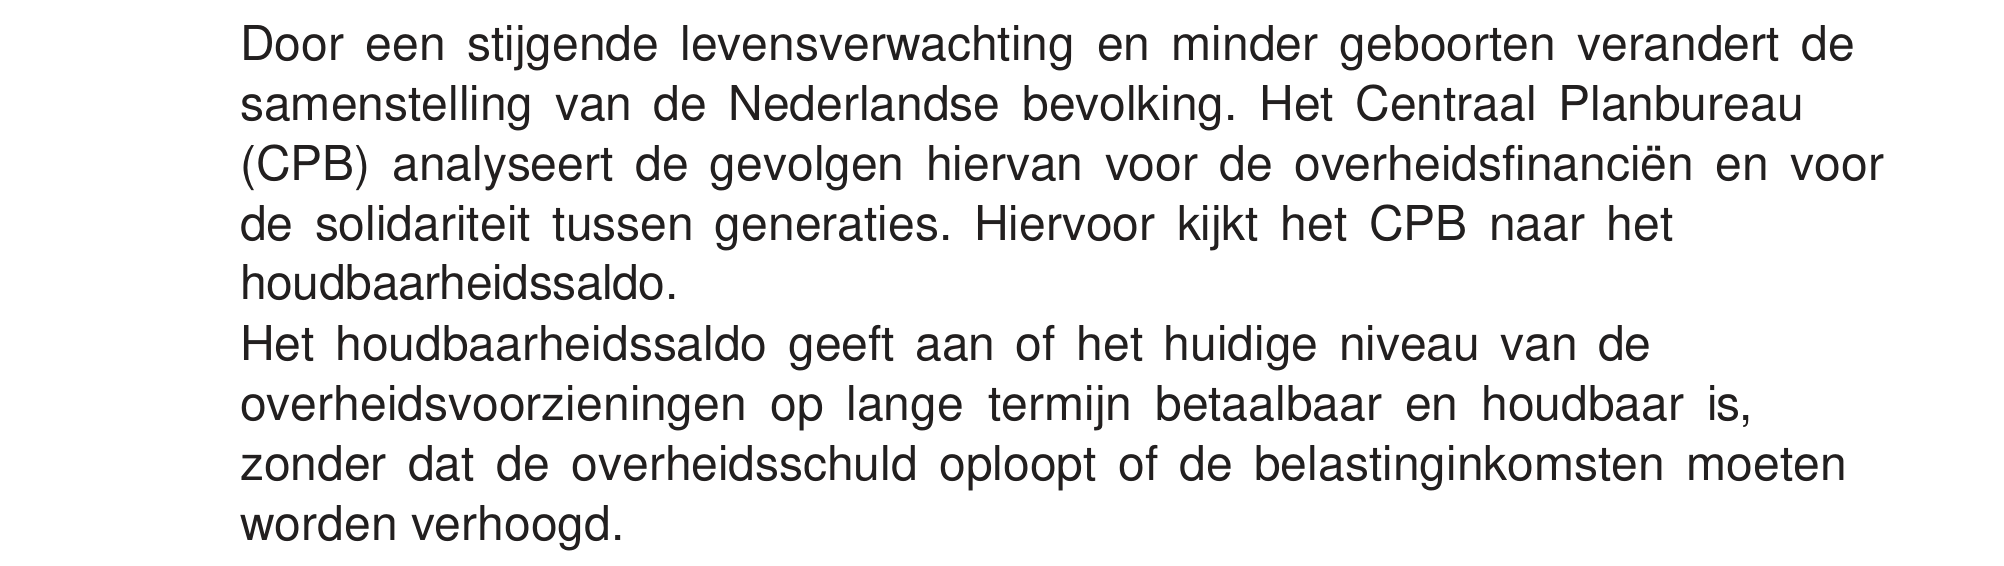 Door een stijgende levensverwachting en minder geboorten verandert de
samenstelling van de Nederlandse bevolking. Het Centraal Planbureau
(CPB) analyseert de gevolgen hiervan voor de overheidsfinanciën en voor
de solidariteit tussen generaties. Hiervoor kijkt het CPB naar het
houdbaarheidssaldo.
Het houdbaarheidssaldo geeft aan of het huidige niveau van de
overheidsvoorzieningen op lange termijn betaalbaar en houdbaar is,
zonder dat de overheidsschuld oploopt of de belastinginkomsten moeten
worden verhoogd.